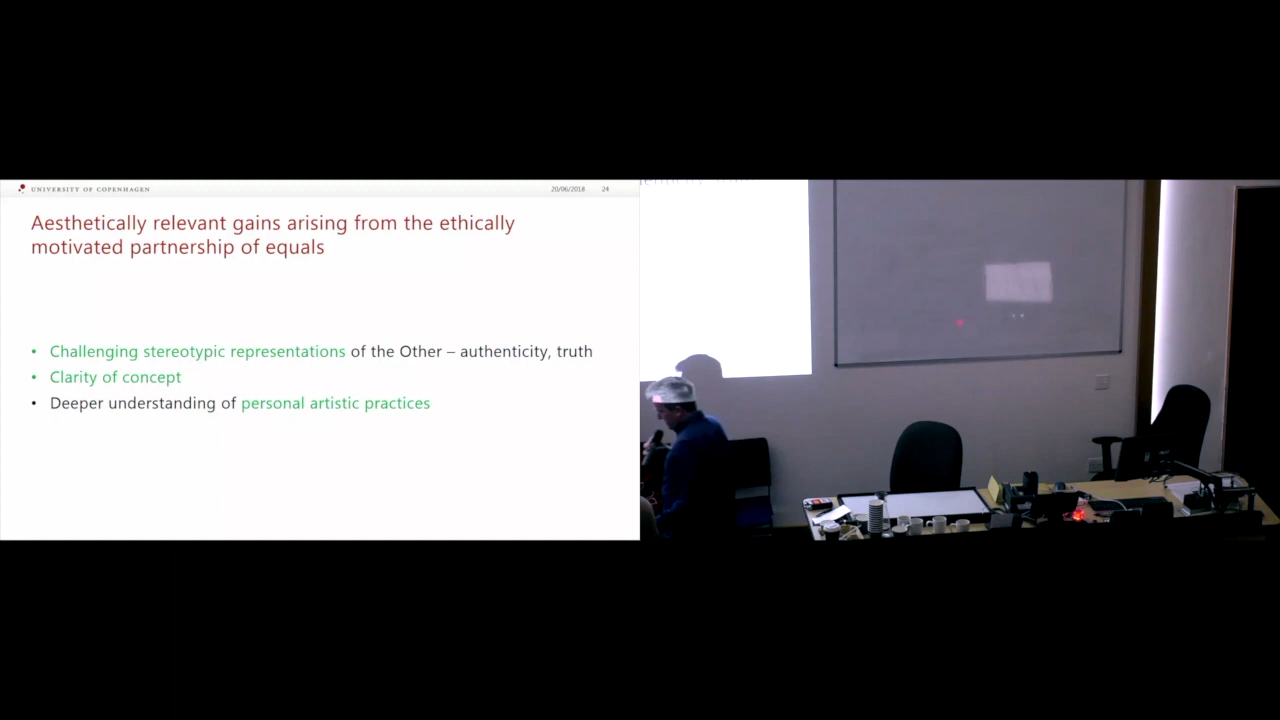 UNIVERSITY OF COPENHAGEN
20/06/2018 24
Aesthetically relevant gains arising from the ethically
motivated partnership of equals
• Challenging stereotypic representations of the Other – authenticity, truth
• Clarity of concept
• Deeper understanding of personal artistic practices